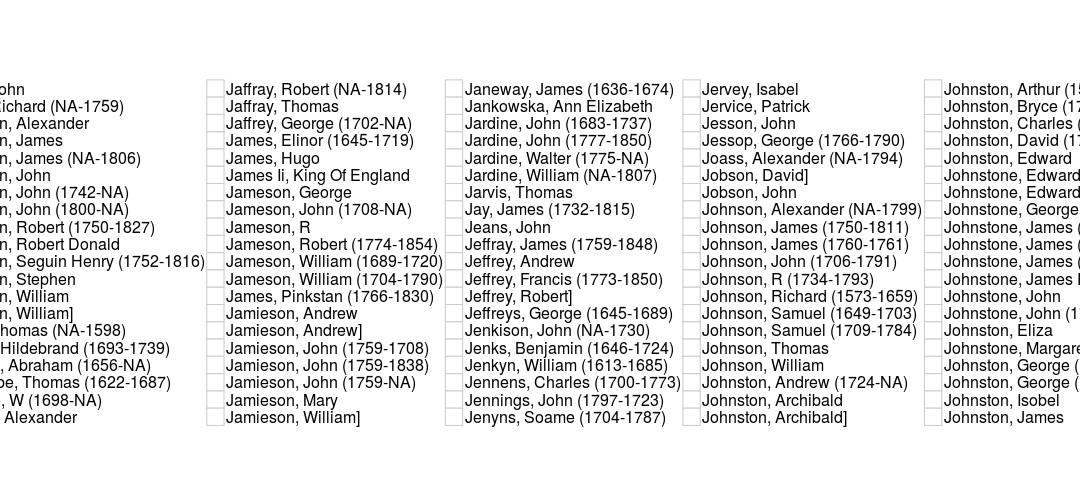 ohn
Richard (NA-1759)
n, Alexander
n, James
n, James (NA-1806)
n, John
n, John (1742-NA)
n, John (1800-NA)
n, Robert (1750-1827)
n, Robert Donald
n, Seguin Henry (1752-1816)
n, Stephen
n, William
n, William]
homas (NA-1598)
Hildebrand (1693-1739)
, Abraham (1656-NA)
be, Thomas (1622-1687)
, W (1698-NA)
Alexander
Jaffray, Robert (NA-1814)
Jaffray, Thomas
Jaffrey, George (1702-NA)
James, Elinor (1645-1719)
James, Hugo
James Ii, King Of England
Jameson, George
Jameson, John (1708-NA)
Jameson, R
Jameson, Robert (1774-1854)
Jameson, William (1689-1720)
Jameson, William (1704-1790)
James, Pinkstan (1766-1830)
Jamieson, Andrew
Jamieson, Andrew]
Jamieson, John (1759-1708)
Jamieson, John (1759-1838)
Jamieson, John (1759-NA)
Jamieson, Mary
Jamieson, William]
Janeway, James (1636-1674)
Jankowska, Ann Elizabeth
Jardine, John (1683-1737)
Jardine, John (1777-1850)
Jardine, Walter (1775-NA)
Jardine, William (NA-1807)
Jarvis, Thomas
Jay, James (1732-1815)
Jeans, John
Jeffray, James (1759-1848)
Jeffrey, Andrew
Jeffrey, Francis (1773-1850)
Jeffrey, Robert]
Jeffreys, George (1645-1689)
Jenkison, John (NA-1730)
Jenks, Benjamin (1646-1724)
Jenkyn, William (1613-1685)
Jennens, Charles (1700-1773)
Jennings, John (1797-1723)
Jenyns, Soame (1704-1787)
Jervey, Isabel
Jervice, Patrick
Jesson, John
Jessop, George (1766-1790)
Joass, Alexander (NA-1794)
Jobson, David]
Jobson, John
Johnson, Alexander (NA-1799)
Johnson, James (1750-1811)
Johnson, James (1760-1761)
Johnson, John (1706-1791)
Johnson, R (1734-1793)
Johnson, Richard (1573-1659)
Johnson, Samuel (1649-1703)
Johnson, Samuel (1709-1784)
Johnson, Thomas
Johnson, William
Johnston, Andrew (1724-NA)
Johnston, Archibald
Johnston, Archibald]
Johnston, Arthur (15
Johnston, Bryce (17
Johnston, Charles (
Johnston, David (17
Johnston, Edward
Johnstone, Edward
Johnstone, Edward
Johnstone, George
Johnstone, James (
Johnstone, James (
Johnstone, James (
Johnstone, James
Johnstone, John
Johnstone, John (1
Johnston, Eliza
Johnstone, Margare
Johnston, George (
Johnston, George (
Johnston, Isobel
Johnston, James